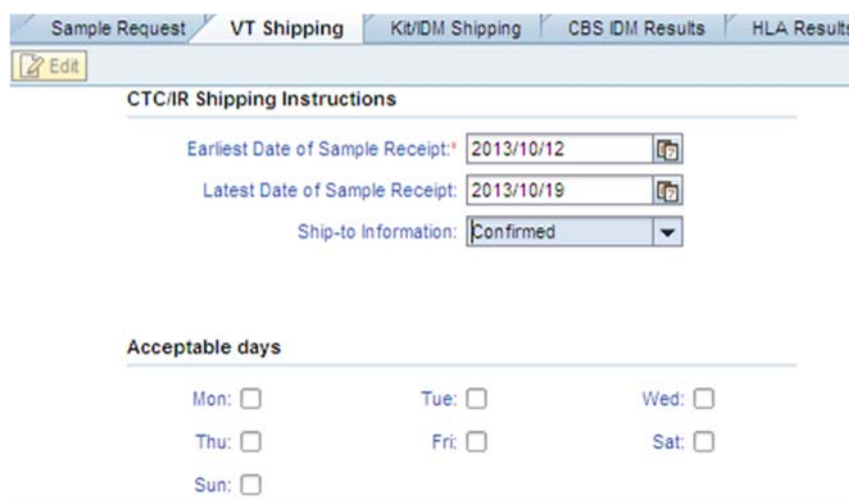 Sample Request VT Shipping Kit/IDM Shipping CBS IDM Results HLA Results
Edit
CTC/IR Shipping Instructions
Earliest Date of Sample Receipt:* 2013/10/12
Latest Date of Sample Receipt: 2013/10/19
Ship-to Information: Confirmed
Acceptable days
Mon: Tue: Wed:
Thu: Fri: Sat:
Sun: